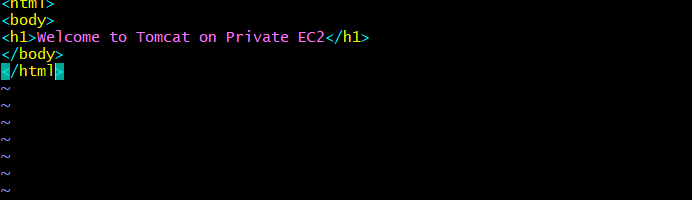 <html>
<body>
<h1>Welcome to Tomcat on Private EC2</h1>
</body>
</html>
~
~
~
~
~
~
~